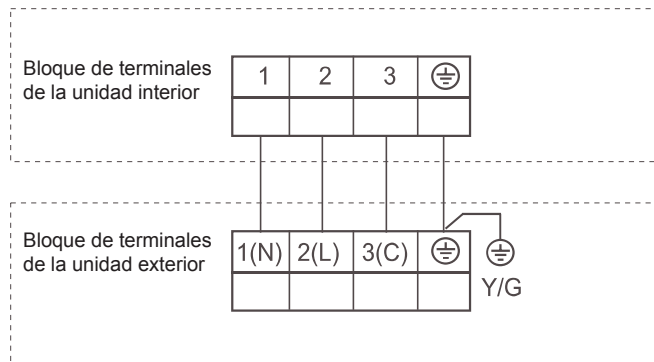 Bloque de terminales
de la unidad interior
1 2 3
Bloque de terminales
de la unidad exterior
1(N) 2(L) 3(C)
Y/G